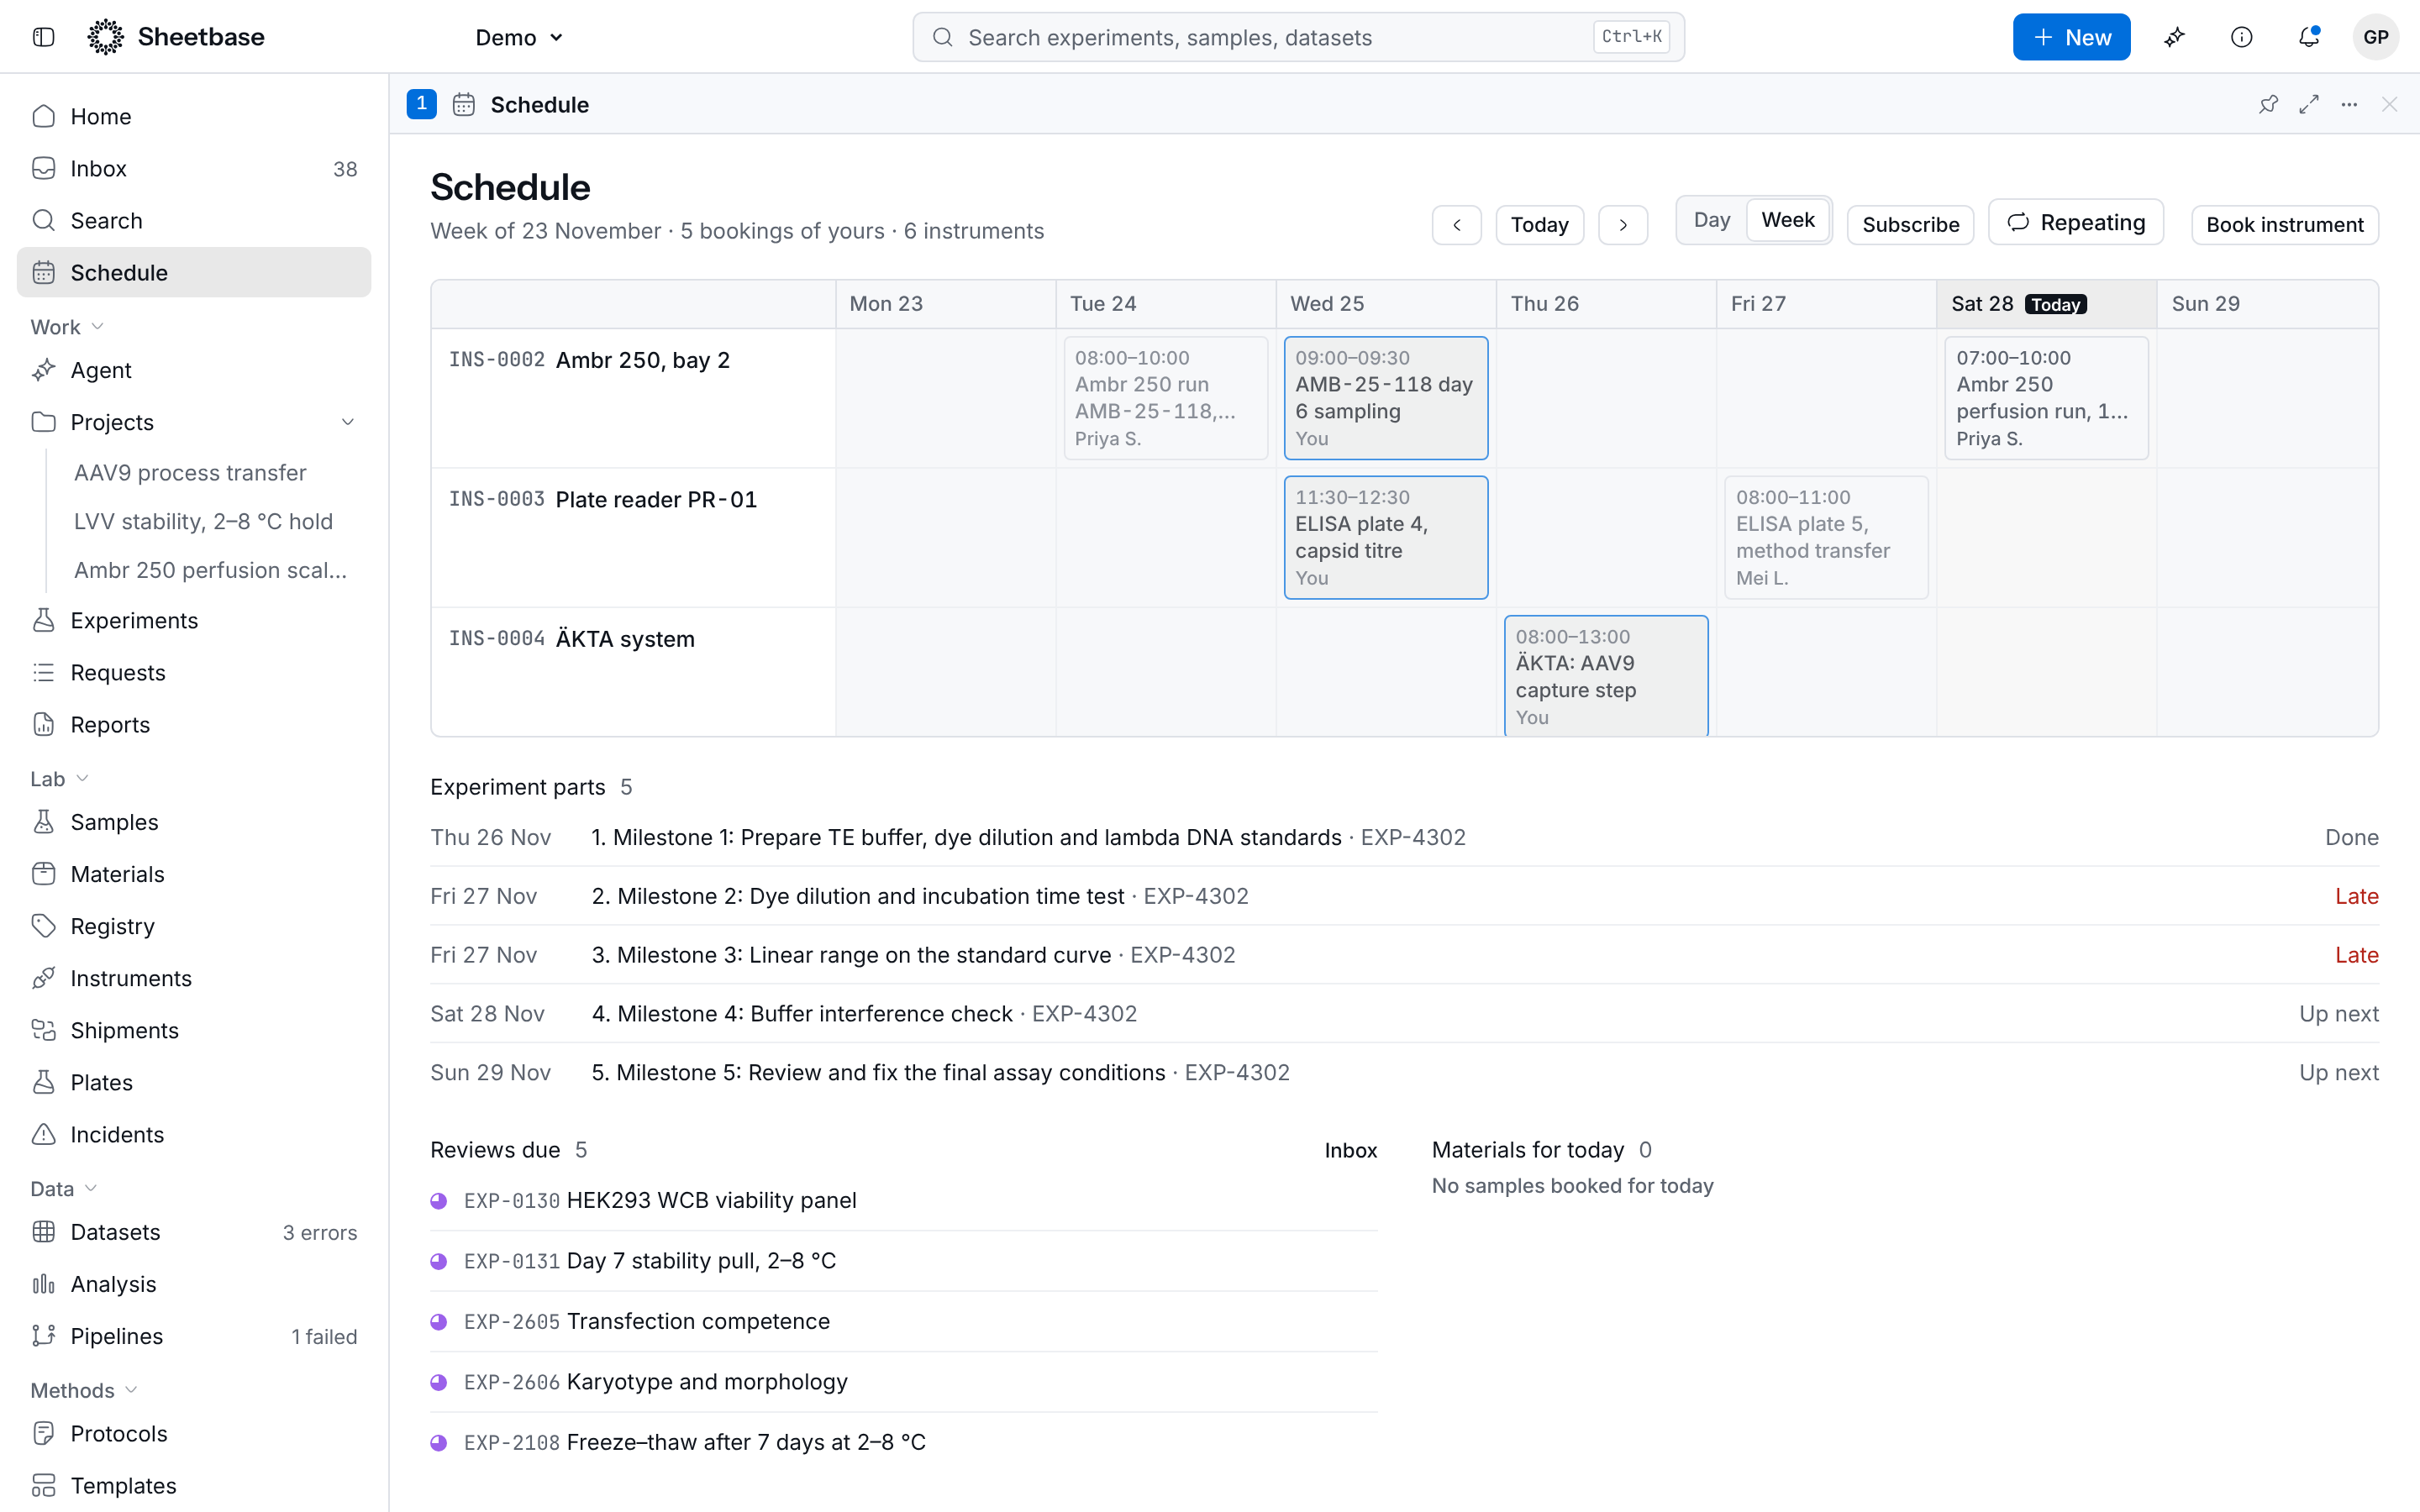 Sheetbase
Demo
Search experiments, samples, datasets
Ctrl+K
New
GP
Home
Inbox 38
Search
Schedule
Work
Agent
Projects
AAV9 process transfer
LVV stability, 2–8 °C hold
Ambr 250 perfusion scal...
Experiments
Requests
Reports
Lab
Samples
Materials
Registry
Instruments
Shipments
Plates
Incidents
Data
Datasets 3 errors
Analysis
Pipelines 1 failed
Methods
Protocols
Templates
1 Schedule
Schedule
Week of 23 November · 5 bookings of yours · 6 instruments
Today
Day Week
Subscribe
Repeating
Book instrument
Mon 23 Tue 24 Wed 25 Thu 26 Fri 27 Sat 28 Today Sun 29
INS-0002 Ambr 250, bay 2
08:00–10:00
Ambr 250 run
AMB-25-118,...
Priya S.
09:00–09:30
AMB-25-118 day
6 sampling
You
07:00–10:00
Ambr 250
perfusion run, 1...
Priya S.
INS-0003 Plate reader PR-01
11:30–12:30
ELISA plate 4,
capsid titre
You
08:00–11:00
ELISA plate 5,
method transfer
Mei L.
INS-0004 ÄKTA system
08:00–13:00
ÄKTA: AAV9
capture step
You
Experiment parts 5
Thu 26 Nov 1. Milestone 1: Prepare TE buffer, dye dilution and lambda DNA standards · EXP-4302 Done
Fri 27 Nov 2. Milestone 2: Dye dilution and incubation time test · EXP-4302 Late
Fri 27 Nov 3. Milestone 3: Linear range on the standard curve · EXP-4302 Late
Sat 28 Nov 4. Milestone 4: Buffer interference check · EXP-4302 Up next
Sun 29 Nov 5. Milestone 5: Review and fix the final assay conditions · EXP-4302 Up next
Reviews due 5 Inbox
EXP-0130 HEK293 WCB viability panel
EXP-0131 Day 7 stability pull, 2–8 °C
EXP-2605 Transfection competence
EXP-2606 Karyotype and morphology
EXP-2108 Freeze–thaw after 7 days at 2–8 °C
Materials for today 0
No samples booked for today